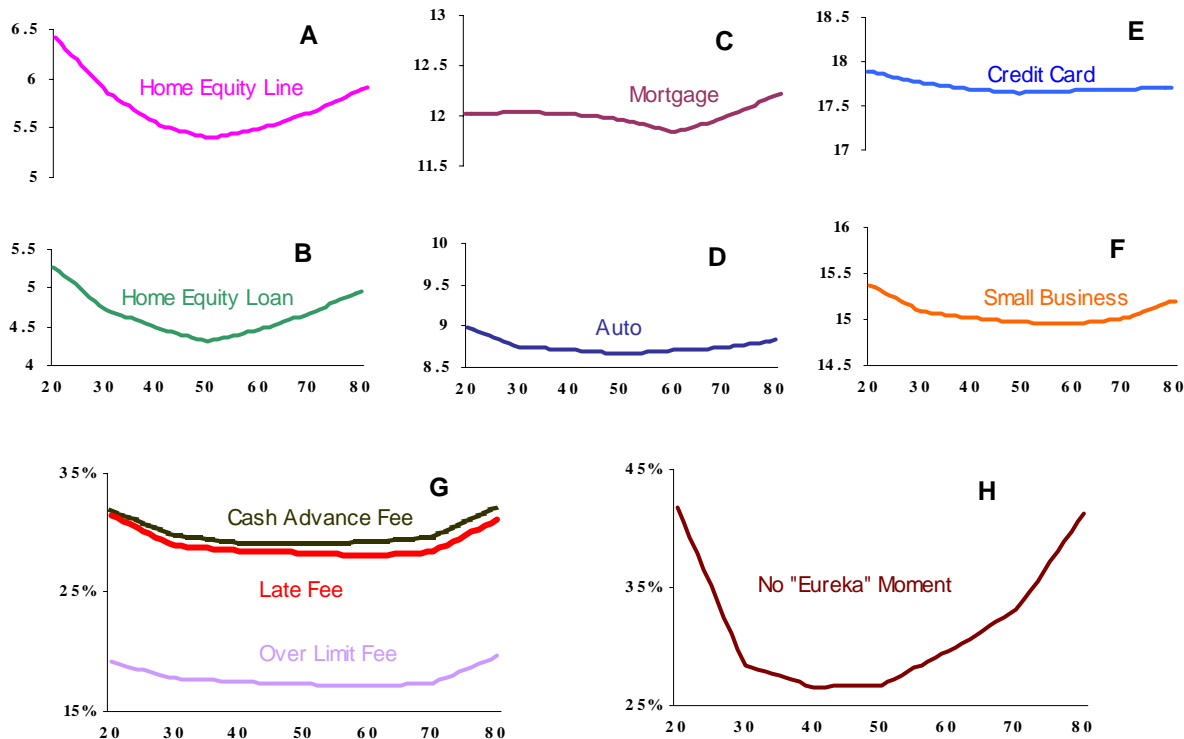 A
6.5
6
5.5
5
Home Equity Line
C
13
12.5
12
11.5
Mortgage
E
18.5
18
17.5
17
Credit Card
B
5.5
5
4.5
4
Home Equity Loan
20 30 40 50 60 70 80
D
10
9.5
9
8.5
Auto
20 30 40 50 60 70 80
F
16
15.5
15
14.5
Small Business
20 30 40 50 60 70 80
G
35%
25%
15%
Cash Advance Fee
Late Fee
Over Limit Fee
20 30 40 50 60 70 80
H
45%
35%
25%
No "Eureka" Moment
20 30 40 50 60 70 80